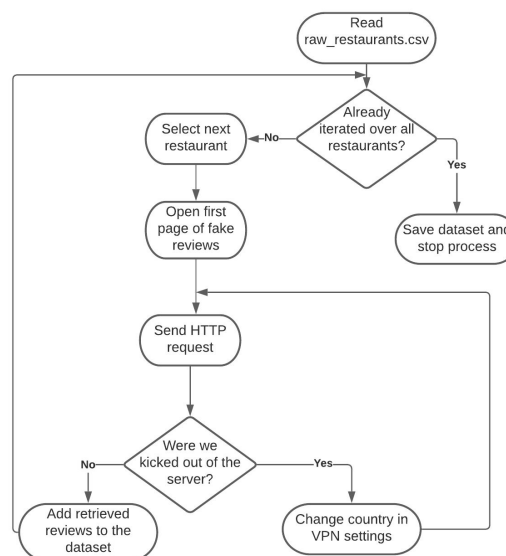 Read
raw_restaurants.csv
Already
iterated over all
restaurants?
No
Yes
Select next
restaurant
Open first
page of fake
reviews
Save dataset and
stop process
Send HTTP
request
Were we
kicked out of the
server?
No
Yes
Add retrieved
reviews to the
dataset
Change country in
VPN settings